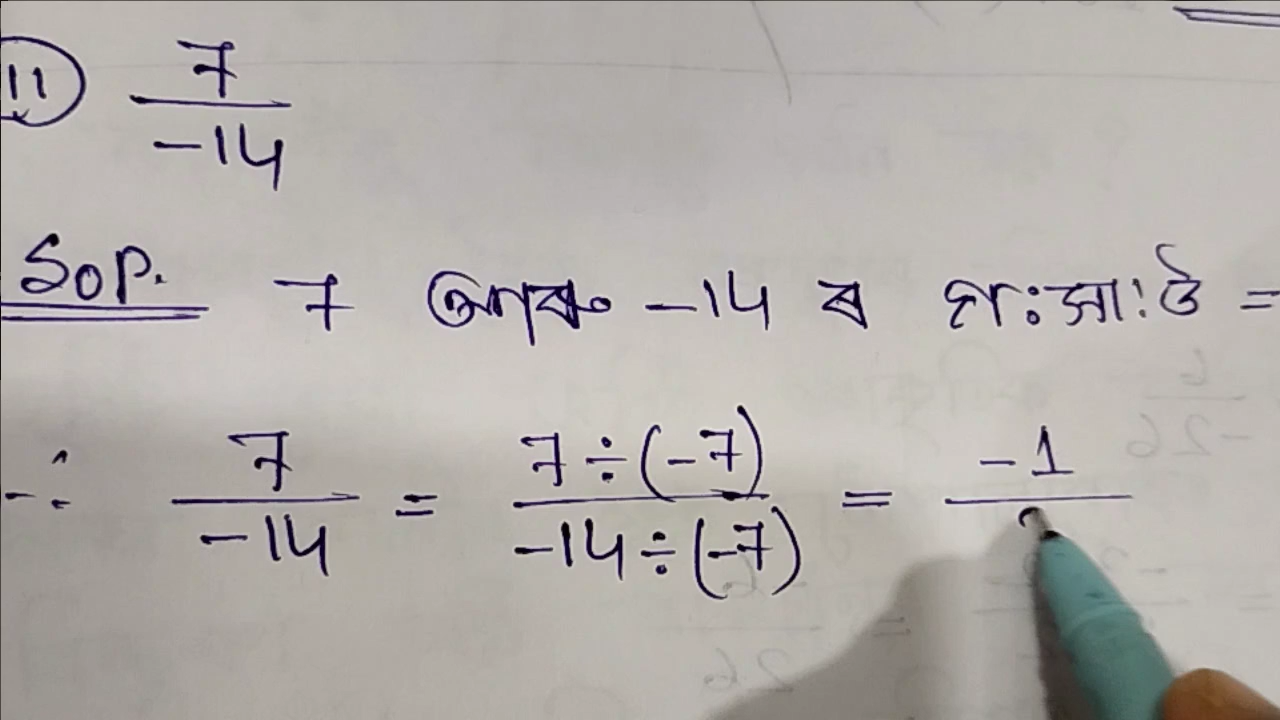 11 7/-14
Sol. 7 আৰু -14 ৰ গঃসাঃউ =
∴ 7/-14 = 7÷(-7)/-14÷(-7) = -1/